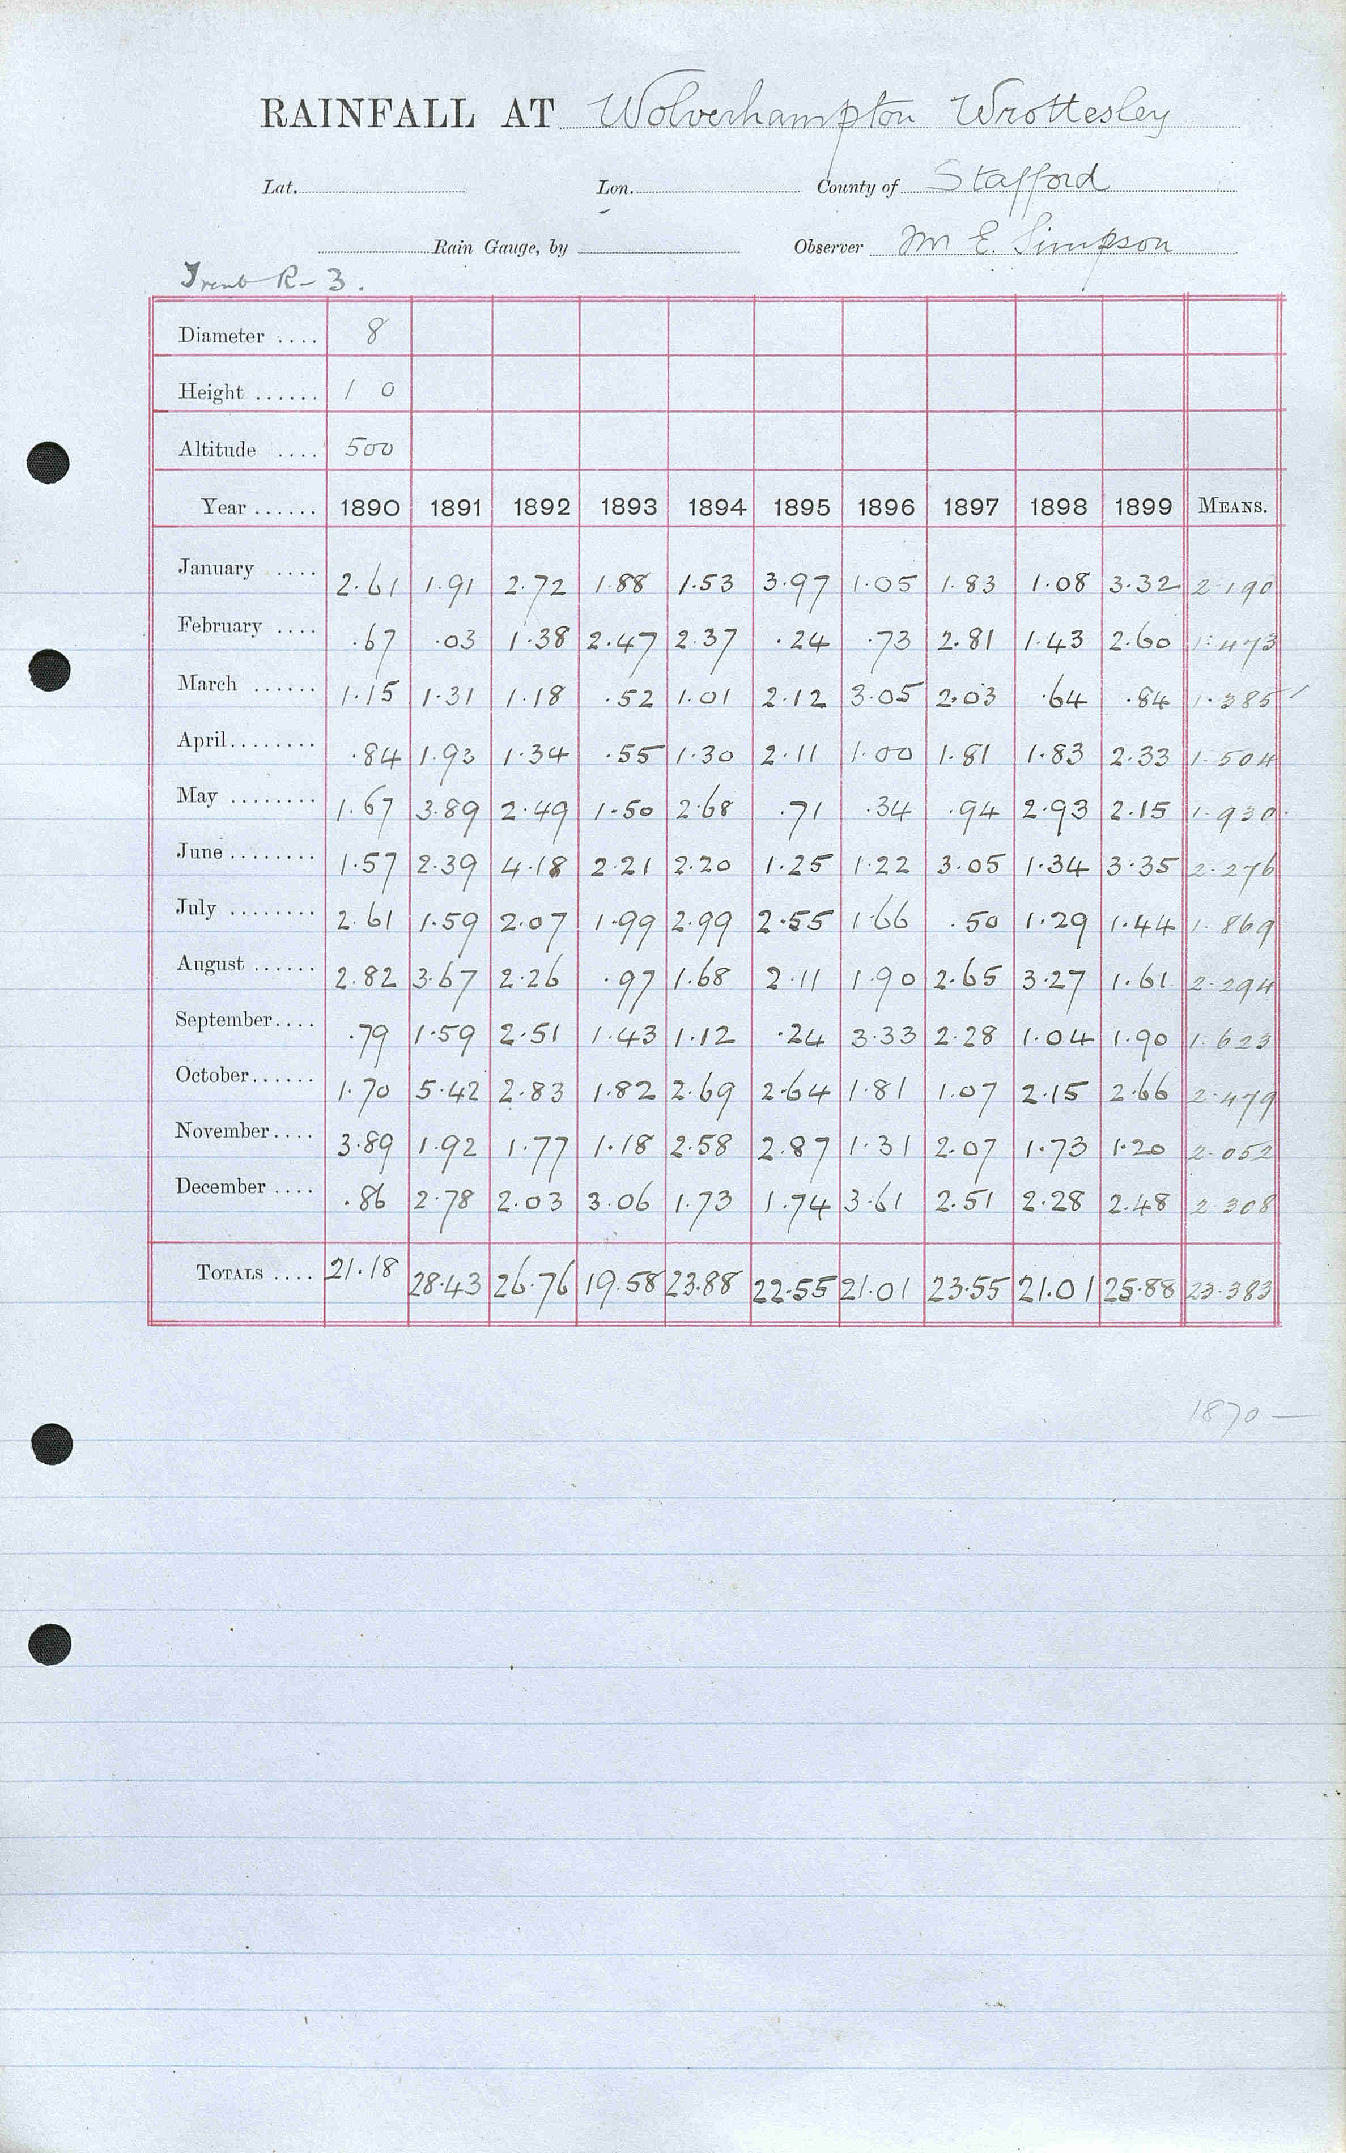 RAINFALL AT Wolverhampton Wrottesley
Lat. Lon. County of Stafford
Rain Gauge, by Observer Mr E. Simpson
Trent R - 3.
Diameter .... 8
Height ...... 1 0
Altitude .... 500
Year ...... 1890 1891 1892 1893 1894 1895 1896 1897 1898 1899 MEANS.
January .... 2.61 1.91 2.72 1.88 1.53 3.97 1.05 1.83 1.08 3.32 2.190
February .... .67 .03 1.38 2.47 2.37 .24 .73 2.81 1.43 2.60 1.473
March ...... 1.15 1.31 1.18 .52 1.01 2.12 3.05 2.03 .64 .84 1.385
April........ .84 1.93 1.34 .55 1.30 2.11 1.00 1.81 1.83 2.33 1.504
May ........ 1.67 3.89 2.49 1.50 2.68 .71 .34 .94 2.93 2.15 1.930
June ........ 1.57 2.39 4.18 2.21 2.20 1.25 1.22 3.05 1.34 3.35 2.276
July ........ 2.61 1.59 2.07 1.99 2.99 2.55 1.66 .50 1.29 1.44 1.869
August ...... 2.82 3.67 2.26 .97 1.68 2.11 1.90 2.65 3.27 1.61 2.294
September.... .79 1.59 2.51 1.43 1.12 .24 3.33 2.28 1.04 1.90 1.623
October...... 1.70 5.42 2.83 1.82 2.69 2.64 1.81 1.07 2.15 2.66 2.479
November.... 3.89 1.92 1.77 1.18 2.58 2.87 1.31 2.07 1.73 1.20 2.052
December .... .86 2.78 2.03 3.06 1.73 1.74 3.61 2.51 2.28 2.48 2.308
TOTALS .... 21.18 28.43 26.76 19.58 23.88 22.55 21.01 23.55 21.01 25.88 23.383
1870 —